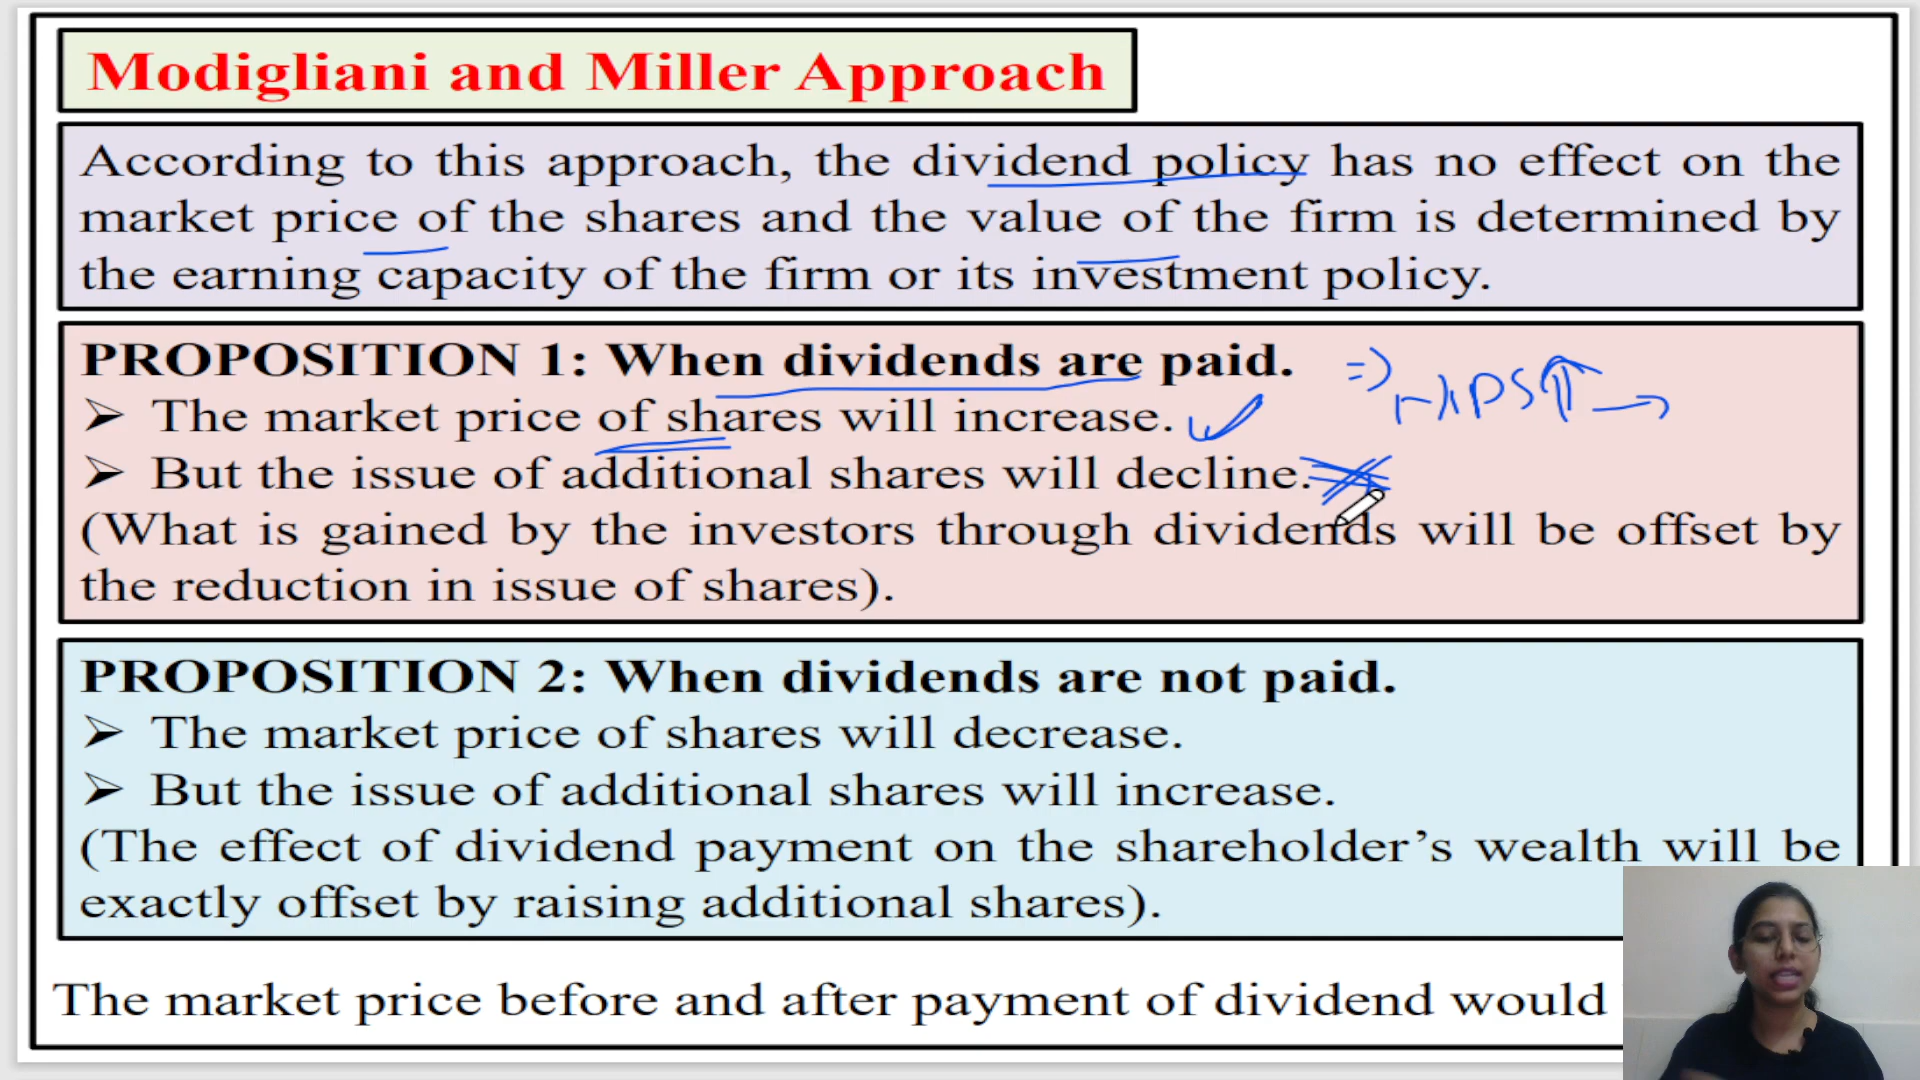 Modigliani and Miller Approach
According to this approach, the dividend policy has no effect on the
market price of the shares and the value of the firm is determined by
the earning capacity of the firm or its investment policy.
PROPOSITION 1: When dividends are paid.
➢ The market price of shares will increase.
➢ But the issue of additional shares will decline.
(What is gained by the investors through dividends will be offset by
the reduction in issue of shares).
PROPOSITION 2: When dividends are not paid.
➢ The market price of shares will decrease.
➢ But the issue of additional shares will increase.
(The effect of dividend payment on the shareholder’s wealth will be
exactly offset by raising additional shares).
The market price before and after payment of dividend would